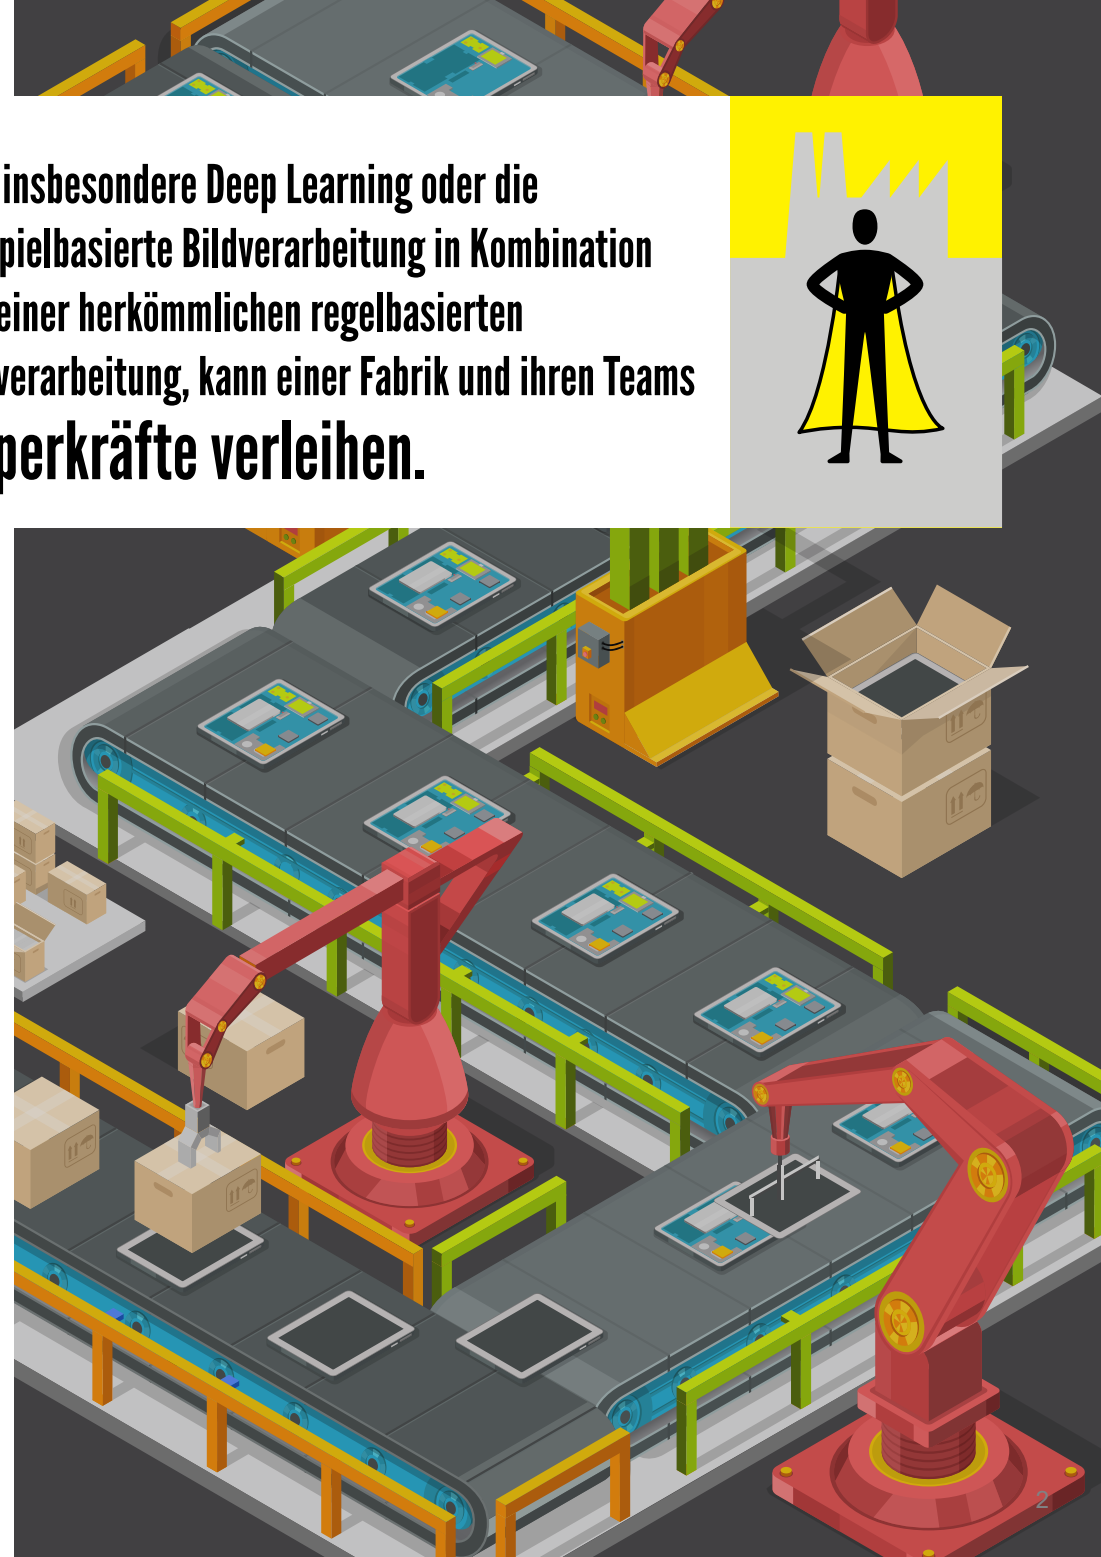 insbesondere Deep Learning oder die
spielbasierte Bildverarbeitung in Kombination
einer herkömmlichen regelbasierten
verarbeitung, kann einer Fabrik und ihren Teams
perkräfte verleihen.
2